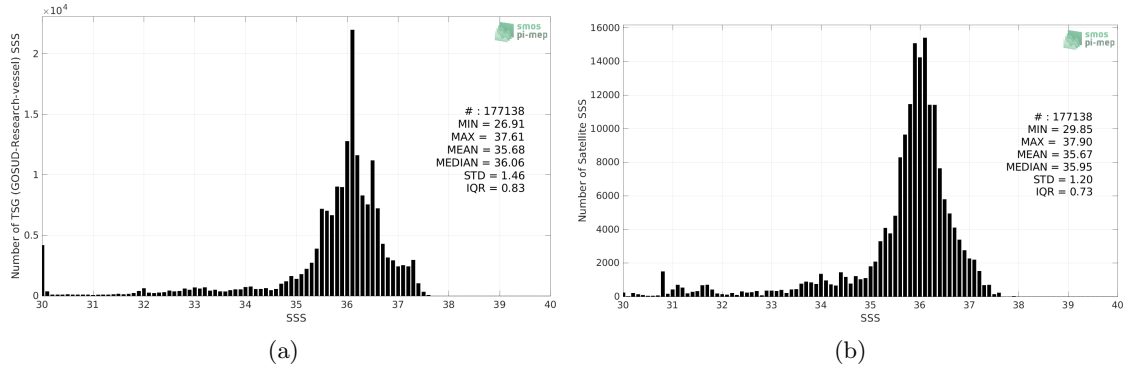 ×10⁴
smos
pi-mep
Number of TSG (GOSUD-Research-vessel) SSS
2
1.5
1
0.5
0
# : 177138
MIN = 26.91
MAX = 37.61
MEAN = 35.68
MEDIAN = 36.06
STD = 1.46
IQR = 0.83
30 31 32 33 34 35 36 37 38 39 40
SSS
(a)
smos
pi-mep
Number of Satellite SSS
16000
14000
12000
10000
8000
6000
4000
2000
0
# : 177138
MIN = 29.85
MAX = 37.90
MEAN = 35.67
MEDIAN = 35.95
STD = 1.20
IQR = 0.73
30 31 32 33 34 35 36 37 38 39 40
SSS
(b)